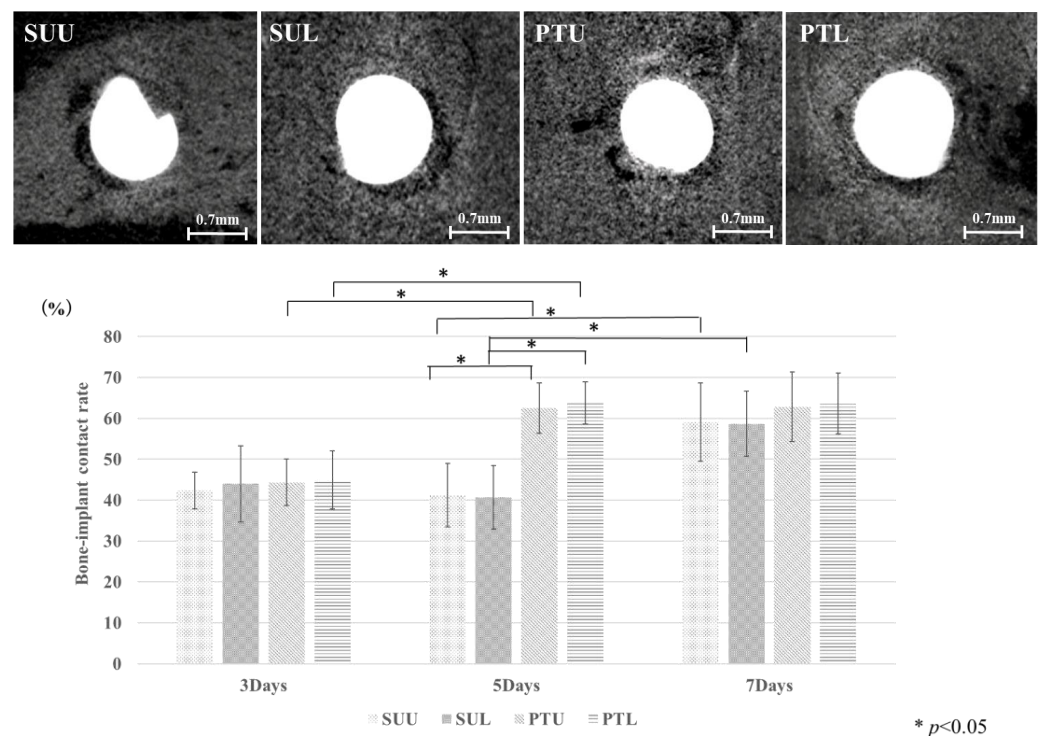 SUU SUL PTU PTL
0.7mm 0.7mm 0.7mm 0.7mm
*
*
(%)
*
*
*
*
80
70
60
50
40
30
20
10
0
Bone-implant contact rate
3Days 5Days 7Days
SUU SUL PTU PTL
* p<0.05